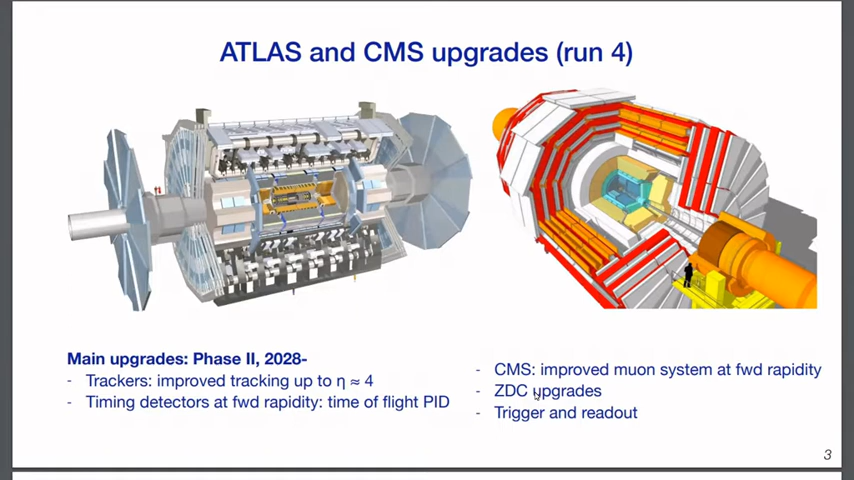 ATLAS and CMS upgrades (run 4)
Main upgrades: Phase II, 2028-
- Trackers: improved tracking up to η ≈ 4
- Timing detectors at fwd rapidity: time of flight PID
- CMS: improved muon system at fwd rapidity
- ZDC upgrades
- Trigger and readout
3